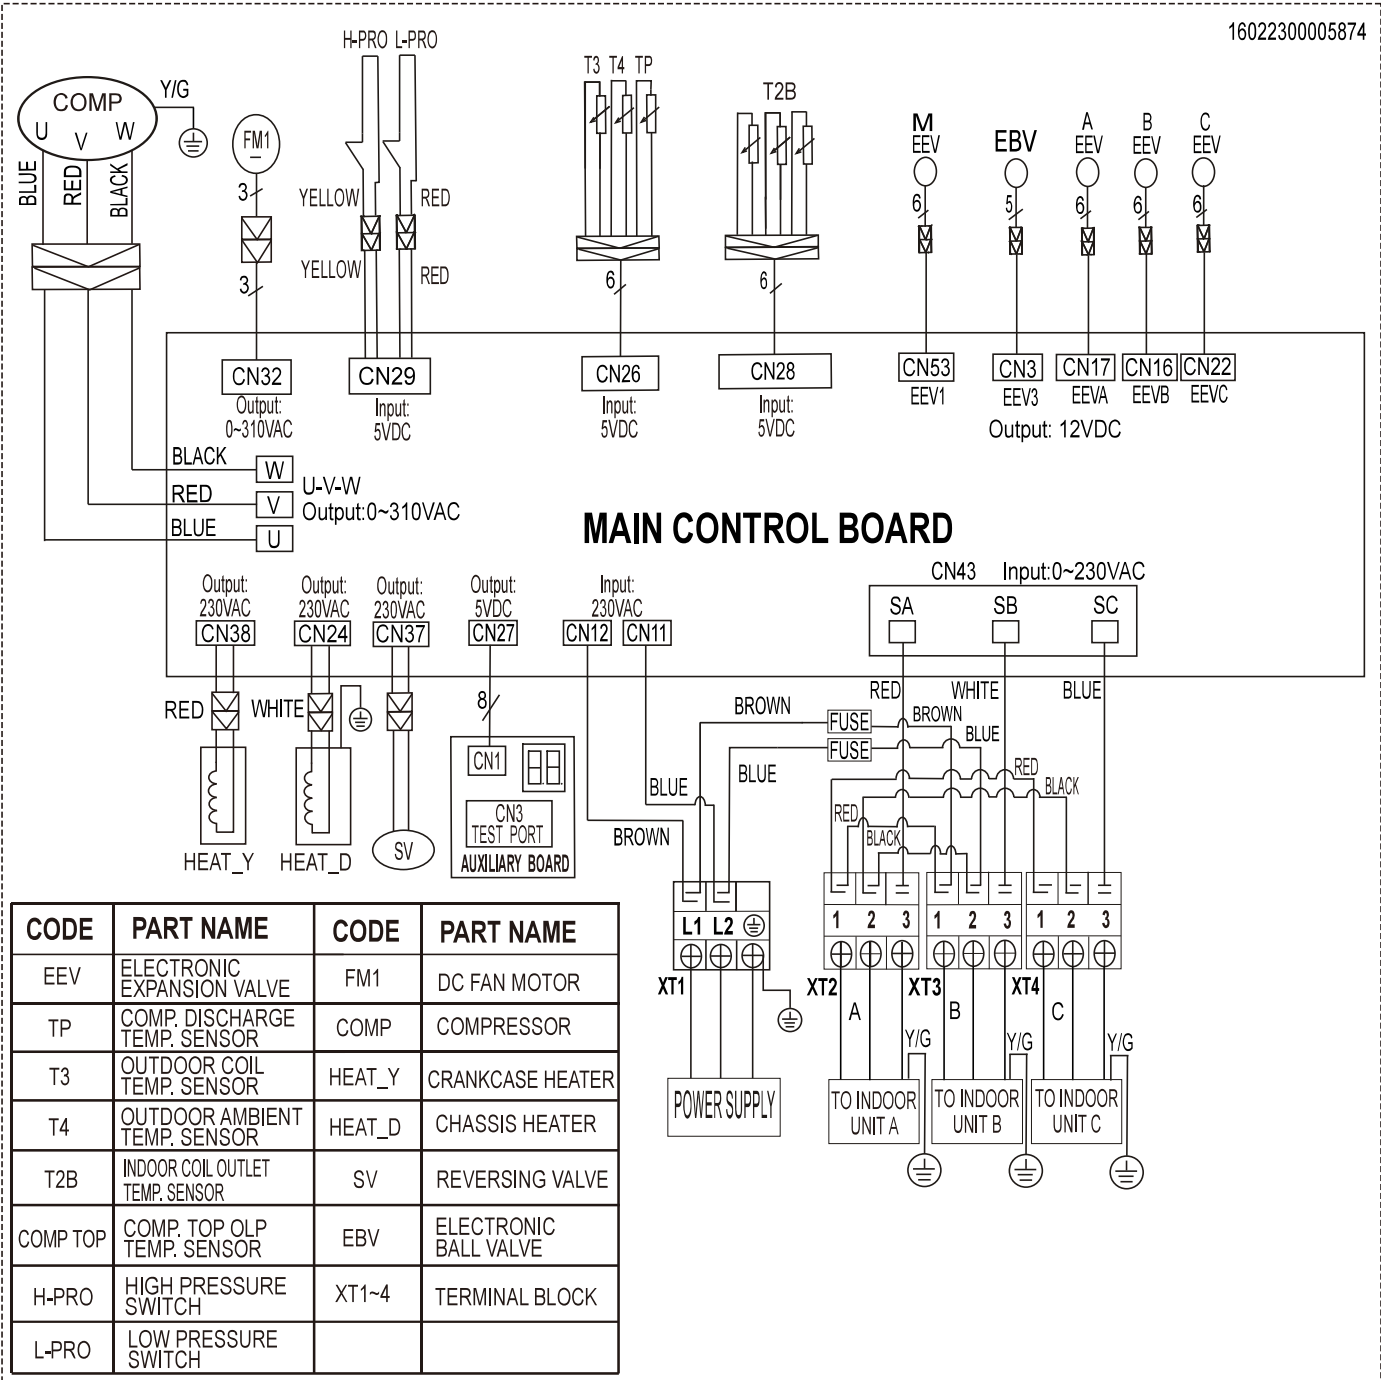 16022300005874
H-PRO L-PRO
T3 T4 TP
T2B
COMP
U V W
Y/G
FM1
M
EEV
EBV
A
EEV
B
EEV
C
EEV
BLUE
RED
BLACK
3
YELLOW
RED
6
5
6
6
6
3
YELLOW
RED
6
6
CN32
Output:
0~310VAC
CN29
Input:
5VDC
CN26
Input:
5VDC
CN28
Input:
5VDC
CN53
EEV1
CN3
EEV3
CN17
EEVA
CN16
EEVB
CN22
EEVC
Output: 12VDC
BLACK
W
RED
V
BLUE
U
U-V-W
Output:0~310VAC
MAIN CONTROL BOARD
Output:
230VAC
CN38
Output:
230VAC
CN24
Output:
230VAC
CN37
Output:
5VDC
CN27
Input:
230VAC
CN12
CN11
CN43 Input:0~230VAC
SA SB SC
RED
WHITE
BLUE
RED
WHITE
8
CN1
CN3
TEST PORT
AUXILIARY BOARD
HEAT_Y
HEAT_D
SV
BROWN
FUSE
BROWN
FUSE
BLUE
BLUE
BLUE
BROWN
RED
BLACK
RED
BLACK
L1 L2
XT1
POWER SUPPLY
1 2 3
1 2 3
1 2 3
XT2
A
XT3
B
XT4
C
Y/G
Y/G
Y/G
TO INDOOR
UNIT A
TO INDOOR
UNIT B
TO INDOOR
UNIT C
CODE PART NAME CODE PART NAME
EEV ELECTRONIC
EXPANSION VALVE
FM1 DC FAN MOTOR
TP COMP. DISCHARGE
TEMP. SENSOR
COMP COMPRESSOR
T3 OUTDOOR COIL
TEMP. SENSOR
HEAT_Y CRANKCASE HEATER
T4 OUTDOOR AMBIENT
TEMP. SENSOR
HEAT_D CHASSIS HEATER
T2B INDOOR COIL OUTLET
TEMP. SENSOR
SV REVERSING VALVE
COMP TOP COMP. TOP OLP
TEMP. SENSOR
EBV ELECTRONIC
BALL VALVE
H-PRO HIGH PRESSURE
SWITCH
XT1~4 TERMINAL BLOCK
L-PRO LOW PRESSURE
SWITCH